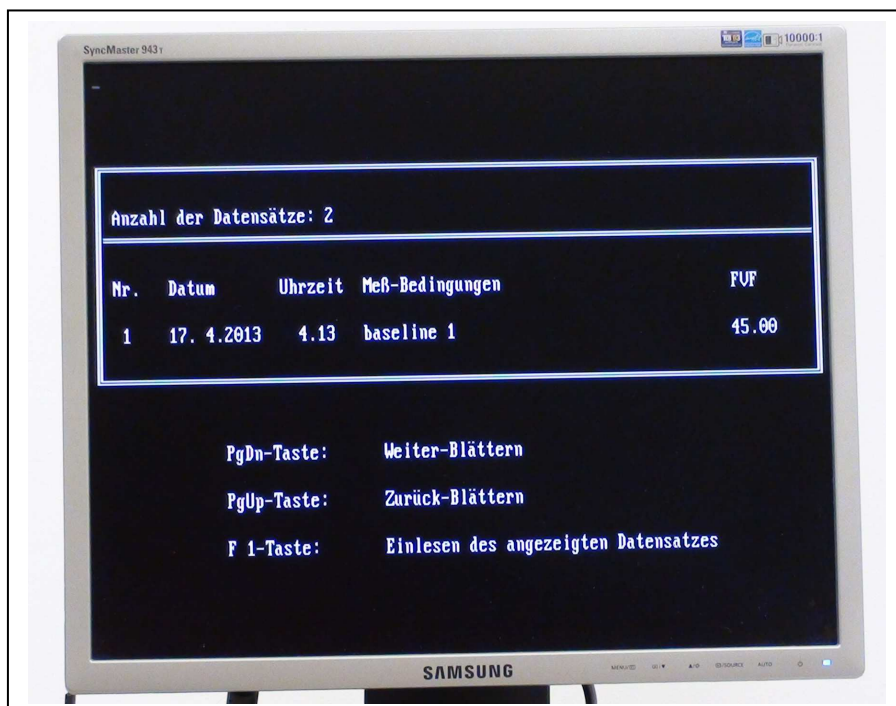 SyncMaster 943T
10000:1
Anzahl der Datensätze: 2
Nr. Datum Uhrzeit Meß-Bedingungen FVF
1 17. 4.2013 4.13 baseline 1 45.00
PgDn-Taste: Weiter-Blättern
PgUp-Taste: Zurück-Blättern
F 1-Taste: Einlesen des angezeigten Datensatzes
SAMSUNG
AUTO